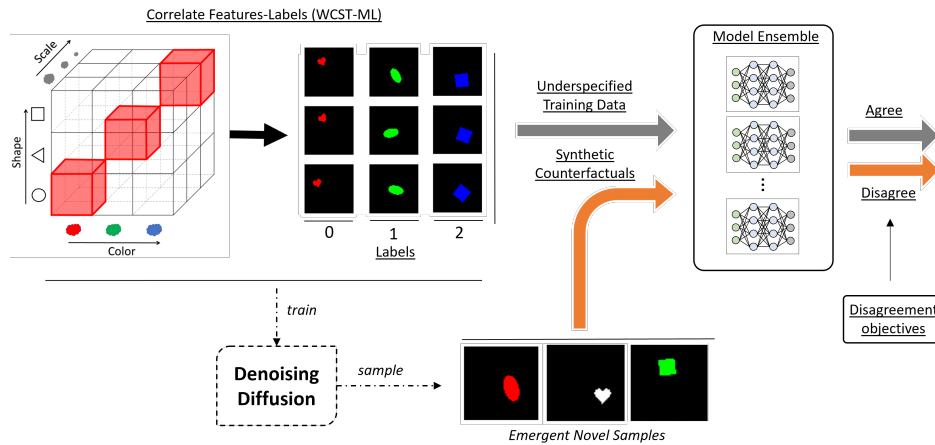 Correlate Features-Labels (WCST-ML)
Scale
Shape
Color
0 1 2
Labels
Underspecified
Training Data
Synthetic
Counterfactuals
Model Ensemble
⋮
Agree
Disagree
Disagreement
objectives
train
Denoising
Diffusion
sample
Emergent Novel Samples